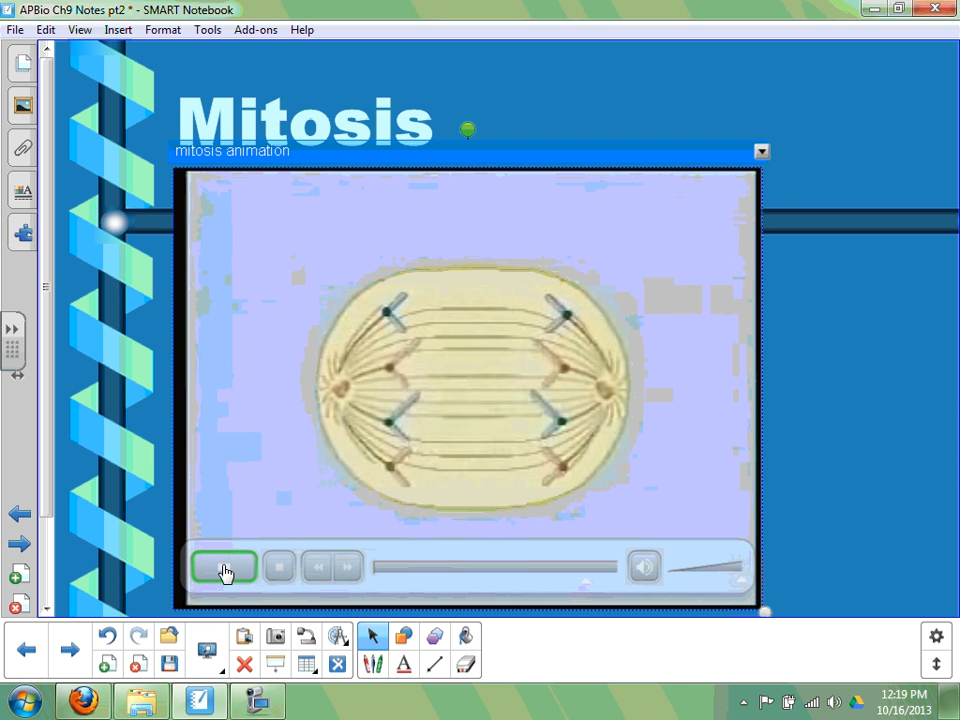 APBio Ch9 Notes pt2 * - SMART Notebook
File Edit View Insert Format Tools Add-ons Help
Mitosis
mitosis animation
12:19 PM
10/16/2013